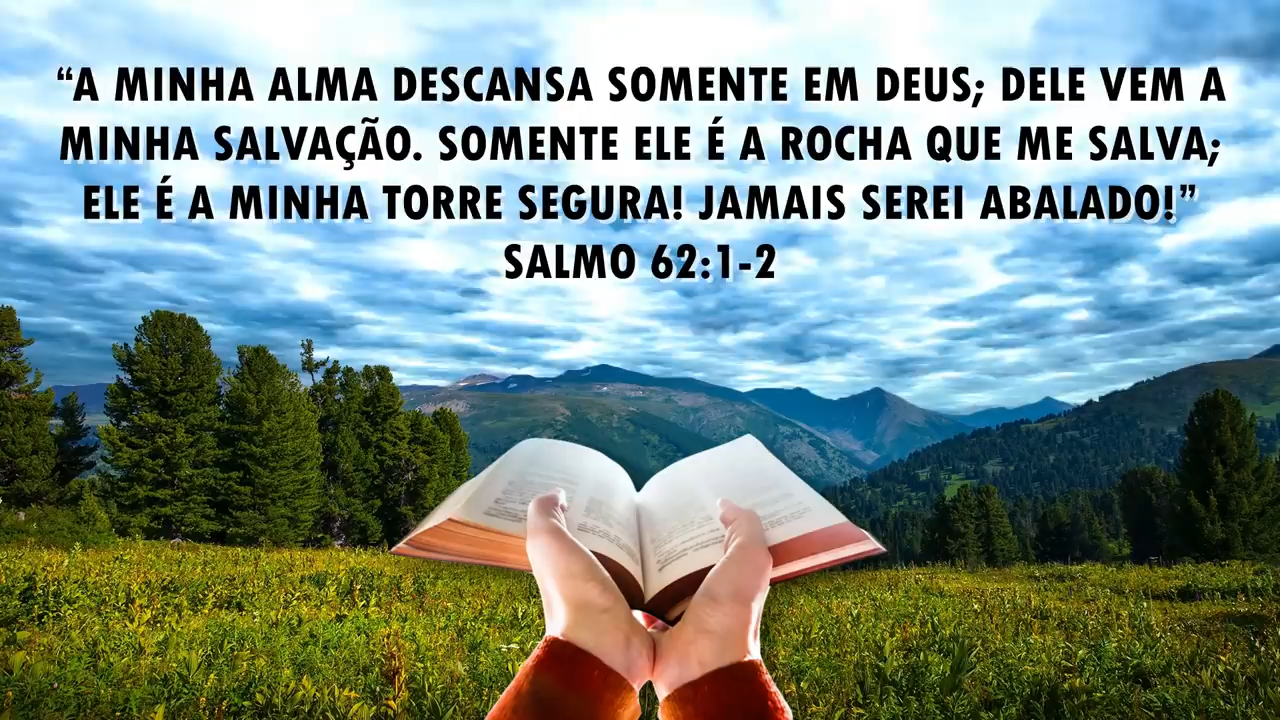 “A MINHA ALMA DESCANSA SOMENTE EM DEUS; DELE VEM A
MINHA SALVAÇÃO. SOMENTE ELE É A ROCHA QUE ME SALVA;
ELE É A MINHA TORRE SEGURA! JAMAIS SEREI ABALADO!”
SALMO 62:1-2